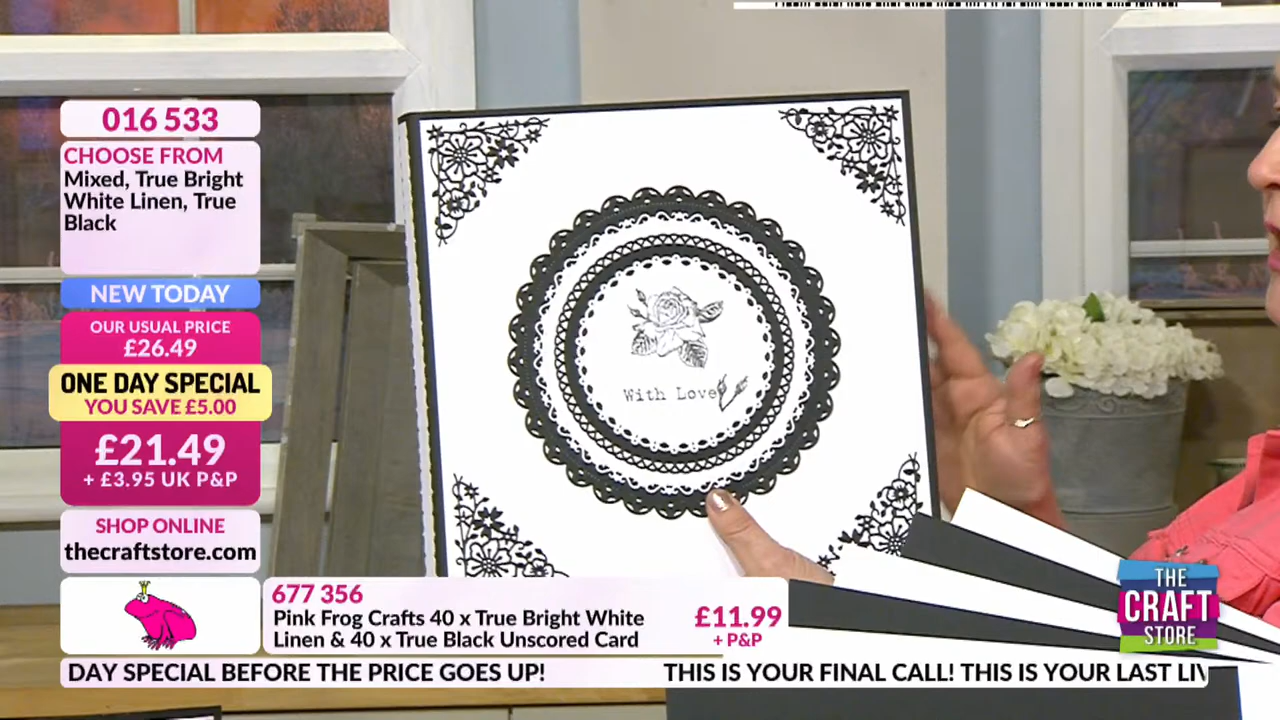 016 533
CHOOSE FROM
Mixed, True Bright
White Linen, True
Black
NEW TODAY
OUR USUAL PRICE
£26.49
ONE DAY SPECIAL
YOU SAVE £5.00
£21.49
+ £3.95 UK P&P
SHOP ONLINE
thecraftstore.com
With Love
677 356
Pink Frog Crafts 40 x True Bright White
Linen & 40 x True Black Unscored Card
£11.99
+ P&P
THE
CRAFT
STORE
DAY SPECIAL BEFORE THE PRICE GOES UP! THIS IS YOUR FINAL CALL! THIS IS YOUR LAST